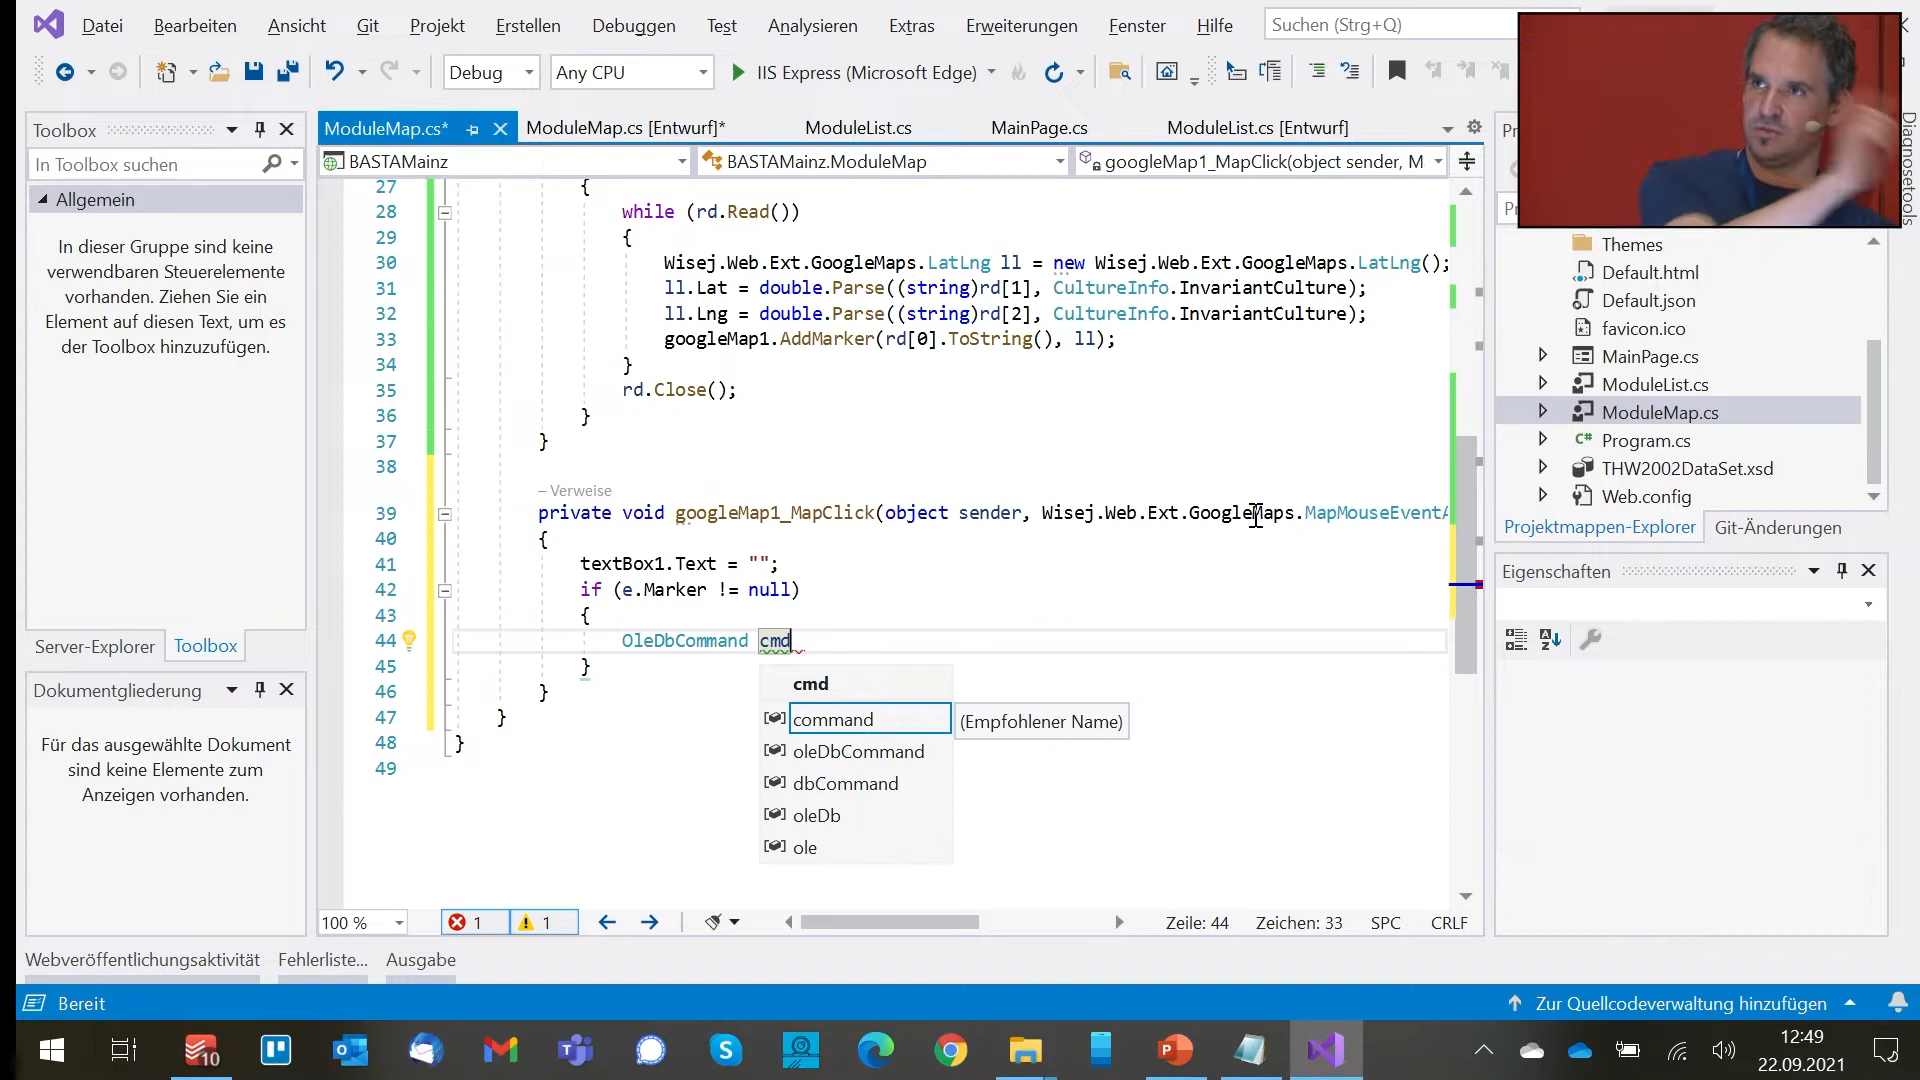 Datei Bearbeiten Ansicht Git Projekt Erstellen Debuggen Test Analysieren Extras Erweiterungen Fenster Hilfe Suchen (Strg+Q)
Debug Any CPU IIS Express (Microsoft Edge)
Toolbox
In Toolbox suchen
Allgemein
In dieser Gruppe sind keine
verwendbaren Steuerelemente
vorhanden. Ziehen Sie ein
Element auf diesen Text, um es
der Toolbox hinzuzufügen.
Server-Explorer Toolbox
Dokumentgliederung
Für das ausgewählte Dokument
sind keine Elemente zum
Anzeigen vorhanden.
ModuleMap.cs* ModuleMap.cs [Entwurf]* ModuleList.cs MainPage.cs ModuleList.cs [Entwurf]
BASTAMainz BASTAMainz.ModuleMap googleMap1_MapClick(object sender, M
27 {
28 while (rd.Read())
29 {
30 Wisej.Web.Ext.GoogleMaps.LatLng ll = new Wisej.Web.Ext.GoogleMaps.LatLng();
31 ll.Lat = double.Parse((string)rd[1], CultureInfo.InvariantCulture);
32 ll.Lng = double.Parse((string)rd[2], CultureInfo.InvariantCulture);
33 googleMap1.AddMarker(rd[0].ToString(), ll);
34 }
35 rd.Close();
36 }
37 }
38
– Verweise
39 private void googleMap1_MapClick(object sender, Wisej.Web.Ext.GoogleMaps.MapMouseEventA
40 {
41 textBox1.Text = "";
42 if (e.Marker != null)
43 {
44 OleDbCommand cmd
45 }
46 }
47 }
48 }
49
cmd
command (Empfohlener Name)
oleDbCommand
dbCommand
oleDb
ole
100 % 1 1 Zeile: 44 Zeichen: 33 SPC CRLF
Diagnosetools
Themes
Default.html
Default.json
favicon.ico
MainPage.cs
ModuleList.cs
ModuleMap.cs
C# Program.cs
THW2002DataSet.xsd
Web.config
Projektmappen-Explorer Git-Änderungen
Eigenschaften
Webveröffentlichungsaktivität Fehlerliste... Ausgabe
Bereit Zur Quellcodeverwaltung hinzufügen
10
12:49
22.09.2021